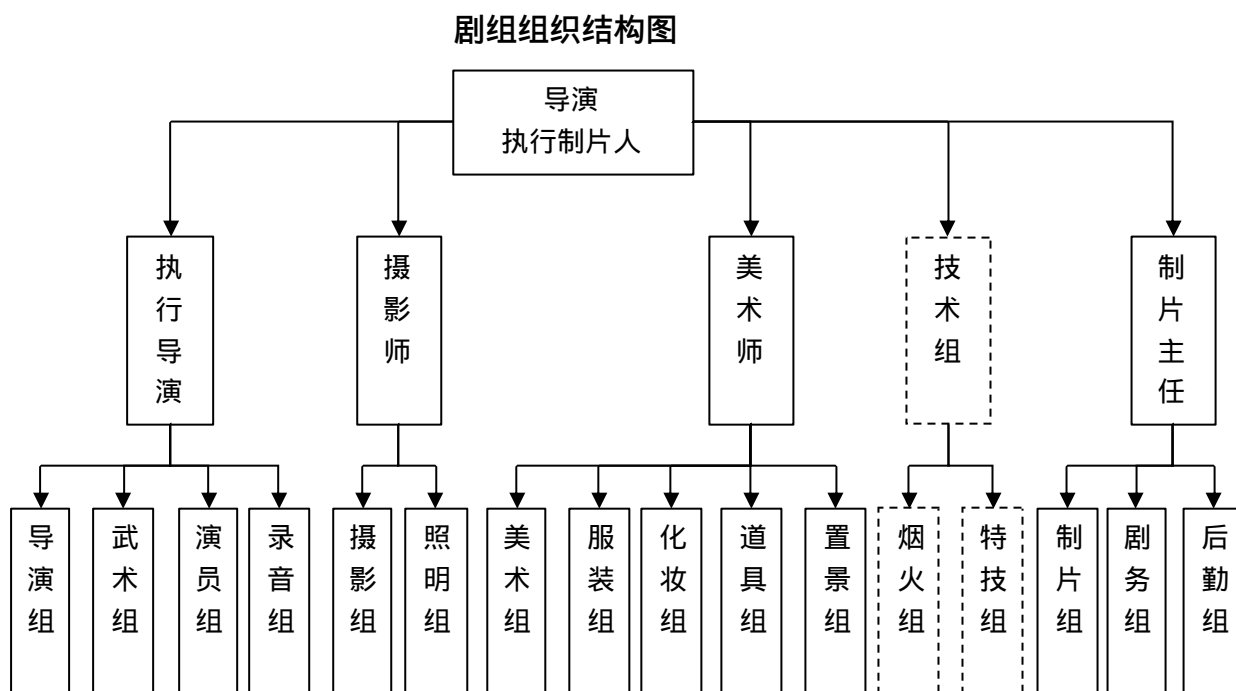 剧组组织结构图
导演
执行制片人
执行导演
摄影师
美术师
技术组
制片主任
导演组
武术组
演员组
录音组
摄影组
照明组
美术组
服装组
化妆组
道具组
置景组
烟火组
特技组
制片组
剧务组
后勤组